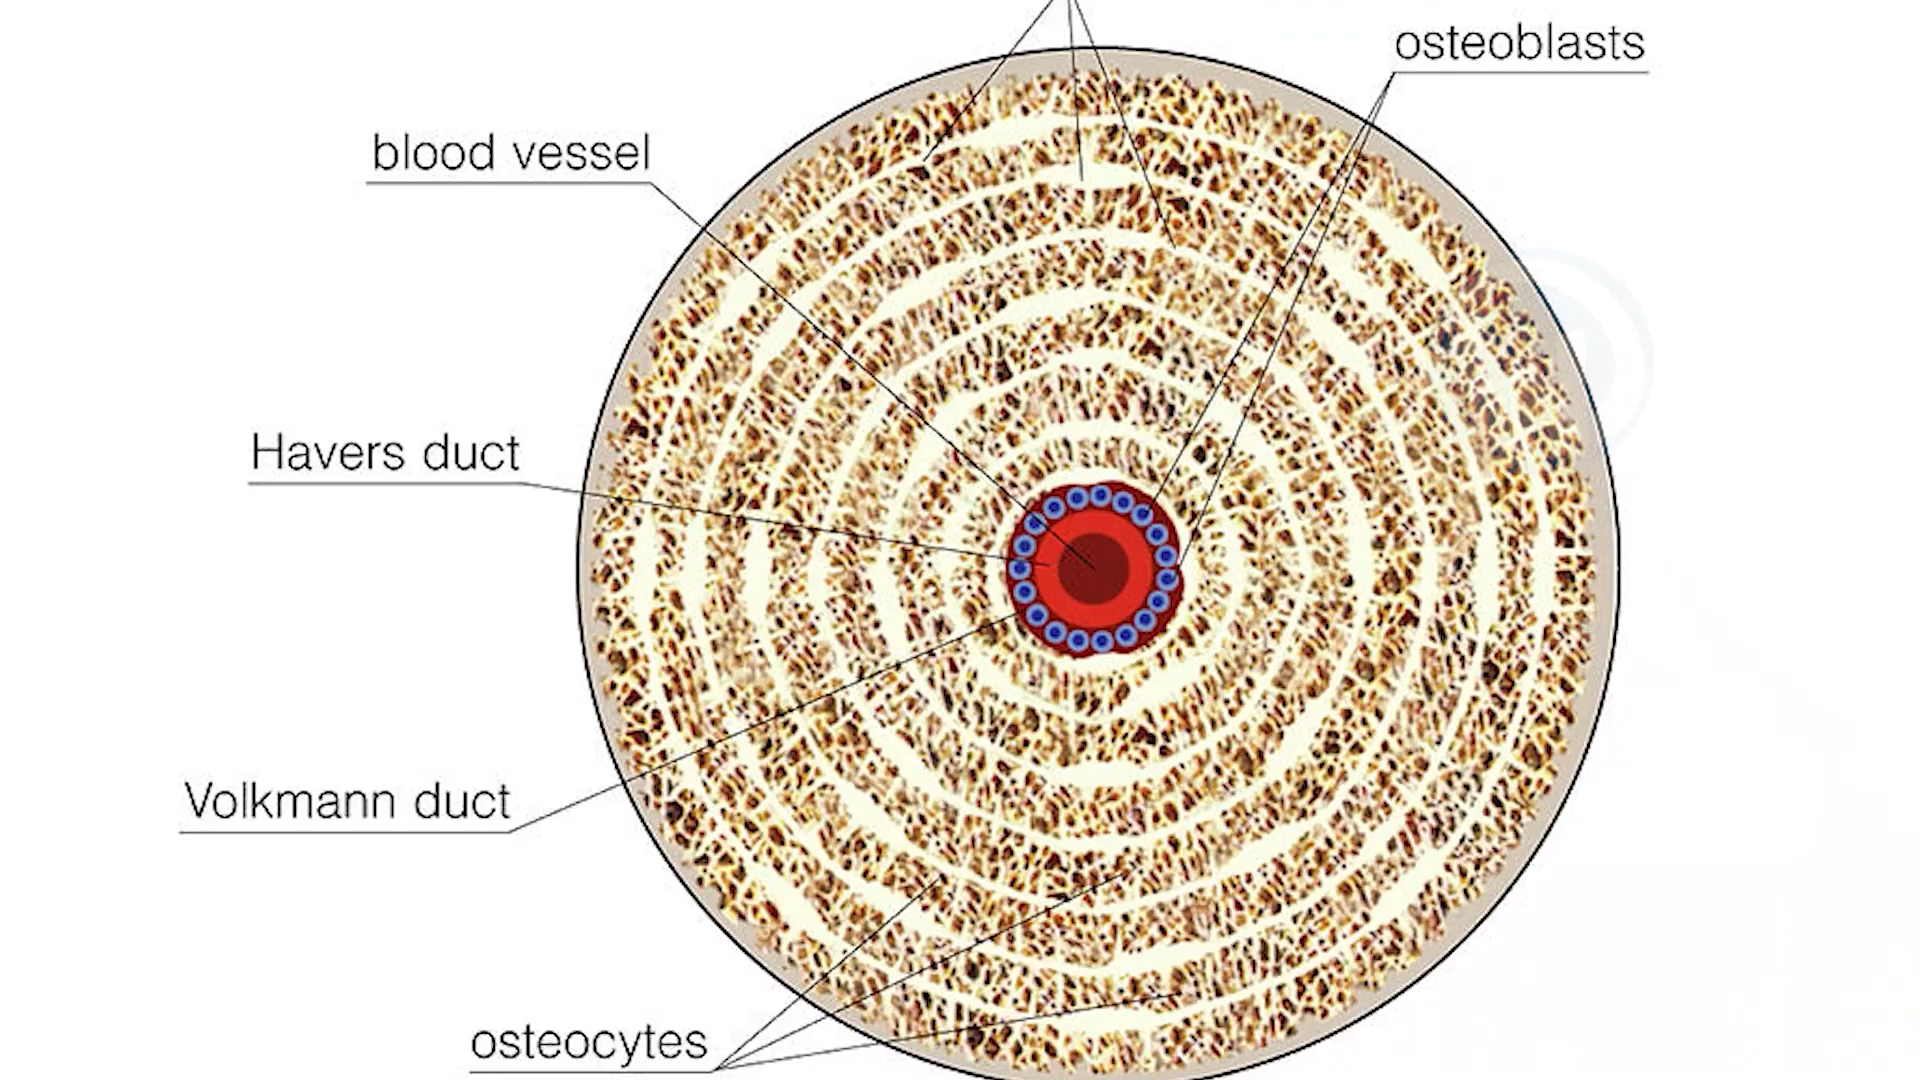 osteoblasts
blood vessel
Havers duct
Volkmann duct
osteocytes